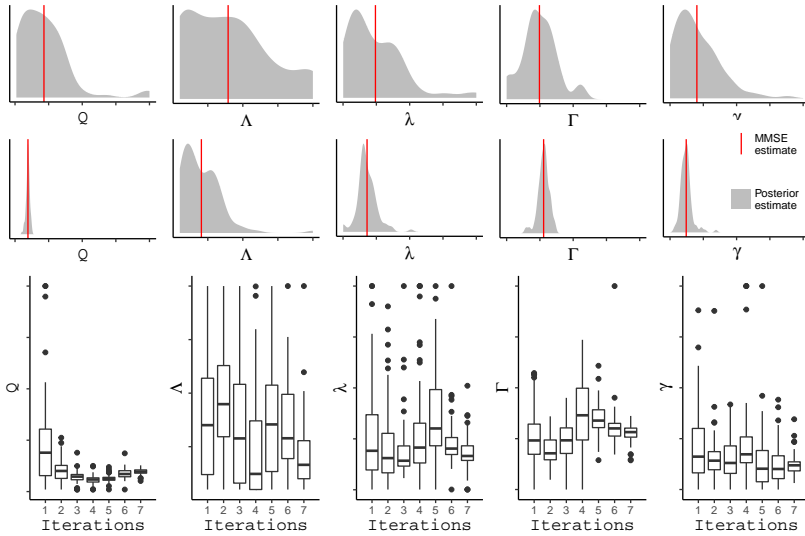 Q Λ λ Γ γ
MMSE
estimate
Posterior
estimate
Q Λ λ Γ γ
Q Λ λ Γ γ
1 2 3 4 5 6 7 1 2 3 4 5 6 7 1 2 3 4 5 6 7 1 2 3 4 5 6 7 1 2 3 4 5 6 7
Iterations Iterations Iterations Iterations Iterations